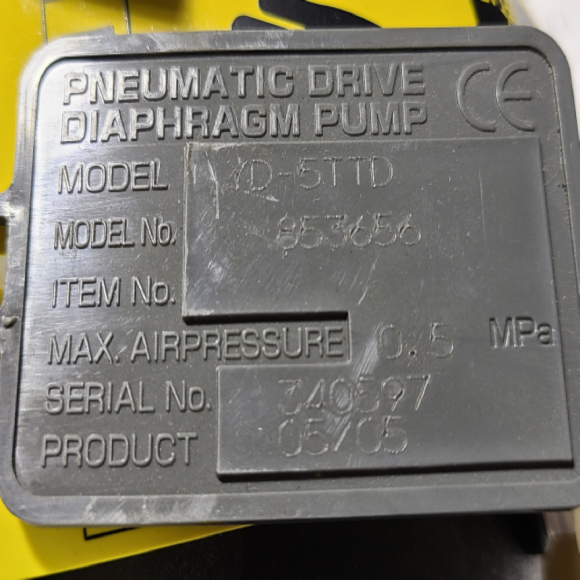 PNEUMATIC DRIVE CE
DIAPHRAGM PUMP
MODEL YD-5TTD
MODEL No. 853656
ITEM No.
MAX. AIRPRESSURE 0.5 MPa
SERIAL No. 340597
PRODUCT 05/05